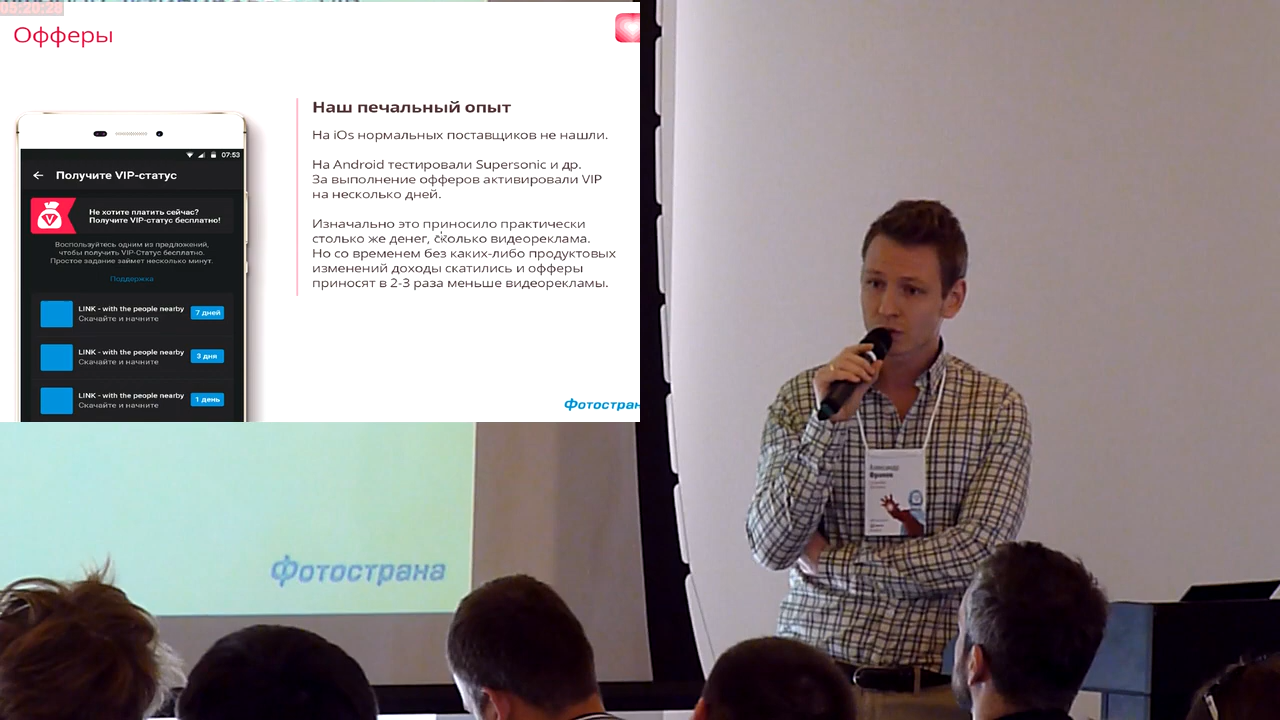 05:20:28
Офферы
Наш печальный опыт
На iOs нормальных поставщиков не нашли.
На Android тестировали Supersonic и др.
За выполнение офферов активировали VIP
на несколько дней.
Изначально это приносило практически
столько же денег, сколько видеореклама.
Но со временем без каких-либо продуктовых
изменений доходы скатились и офферы
приносят в 2-3 раза меньше видеорекламы.
07:53
Получите VIP-статус
Не хотите платить сейчас?
Получите VIP-статус бесплатно!
Воспользуйтесь одним из предложений,
чтобы получить VIP-Статус бесплатно.
Простое задание займет несколько минут.
Поддержка
LINK - with the people nearby
Скачайте и начните
7 дней
LINK - with the people nearby
Скачайте и начните
3 дня
LINK - with the people nearby
Скачайте и начните
1 день
Фотостран
Фотострана
Александр